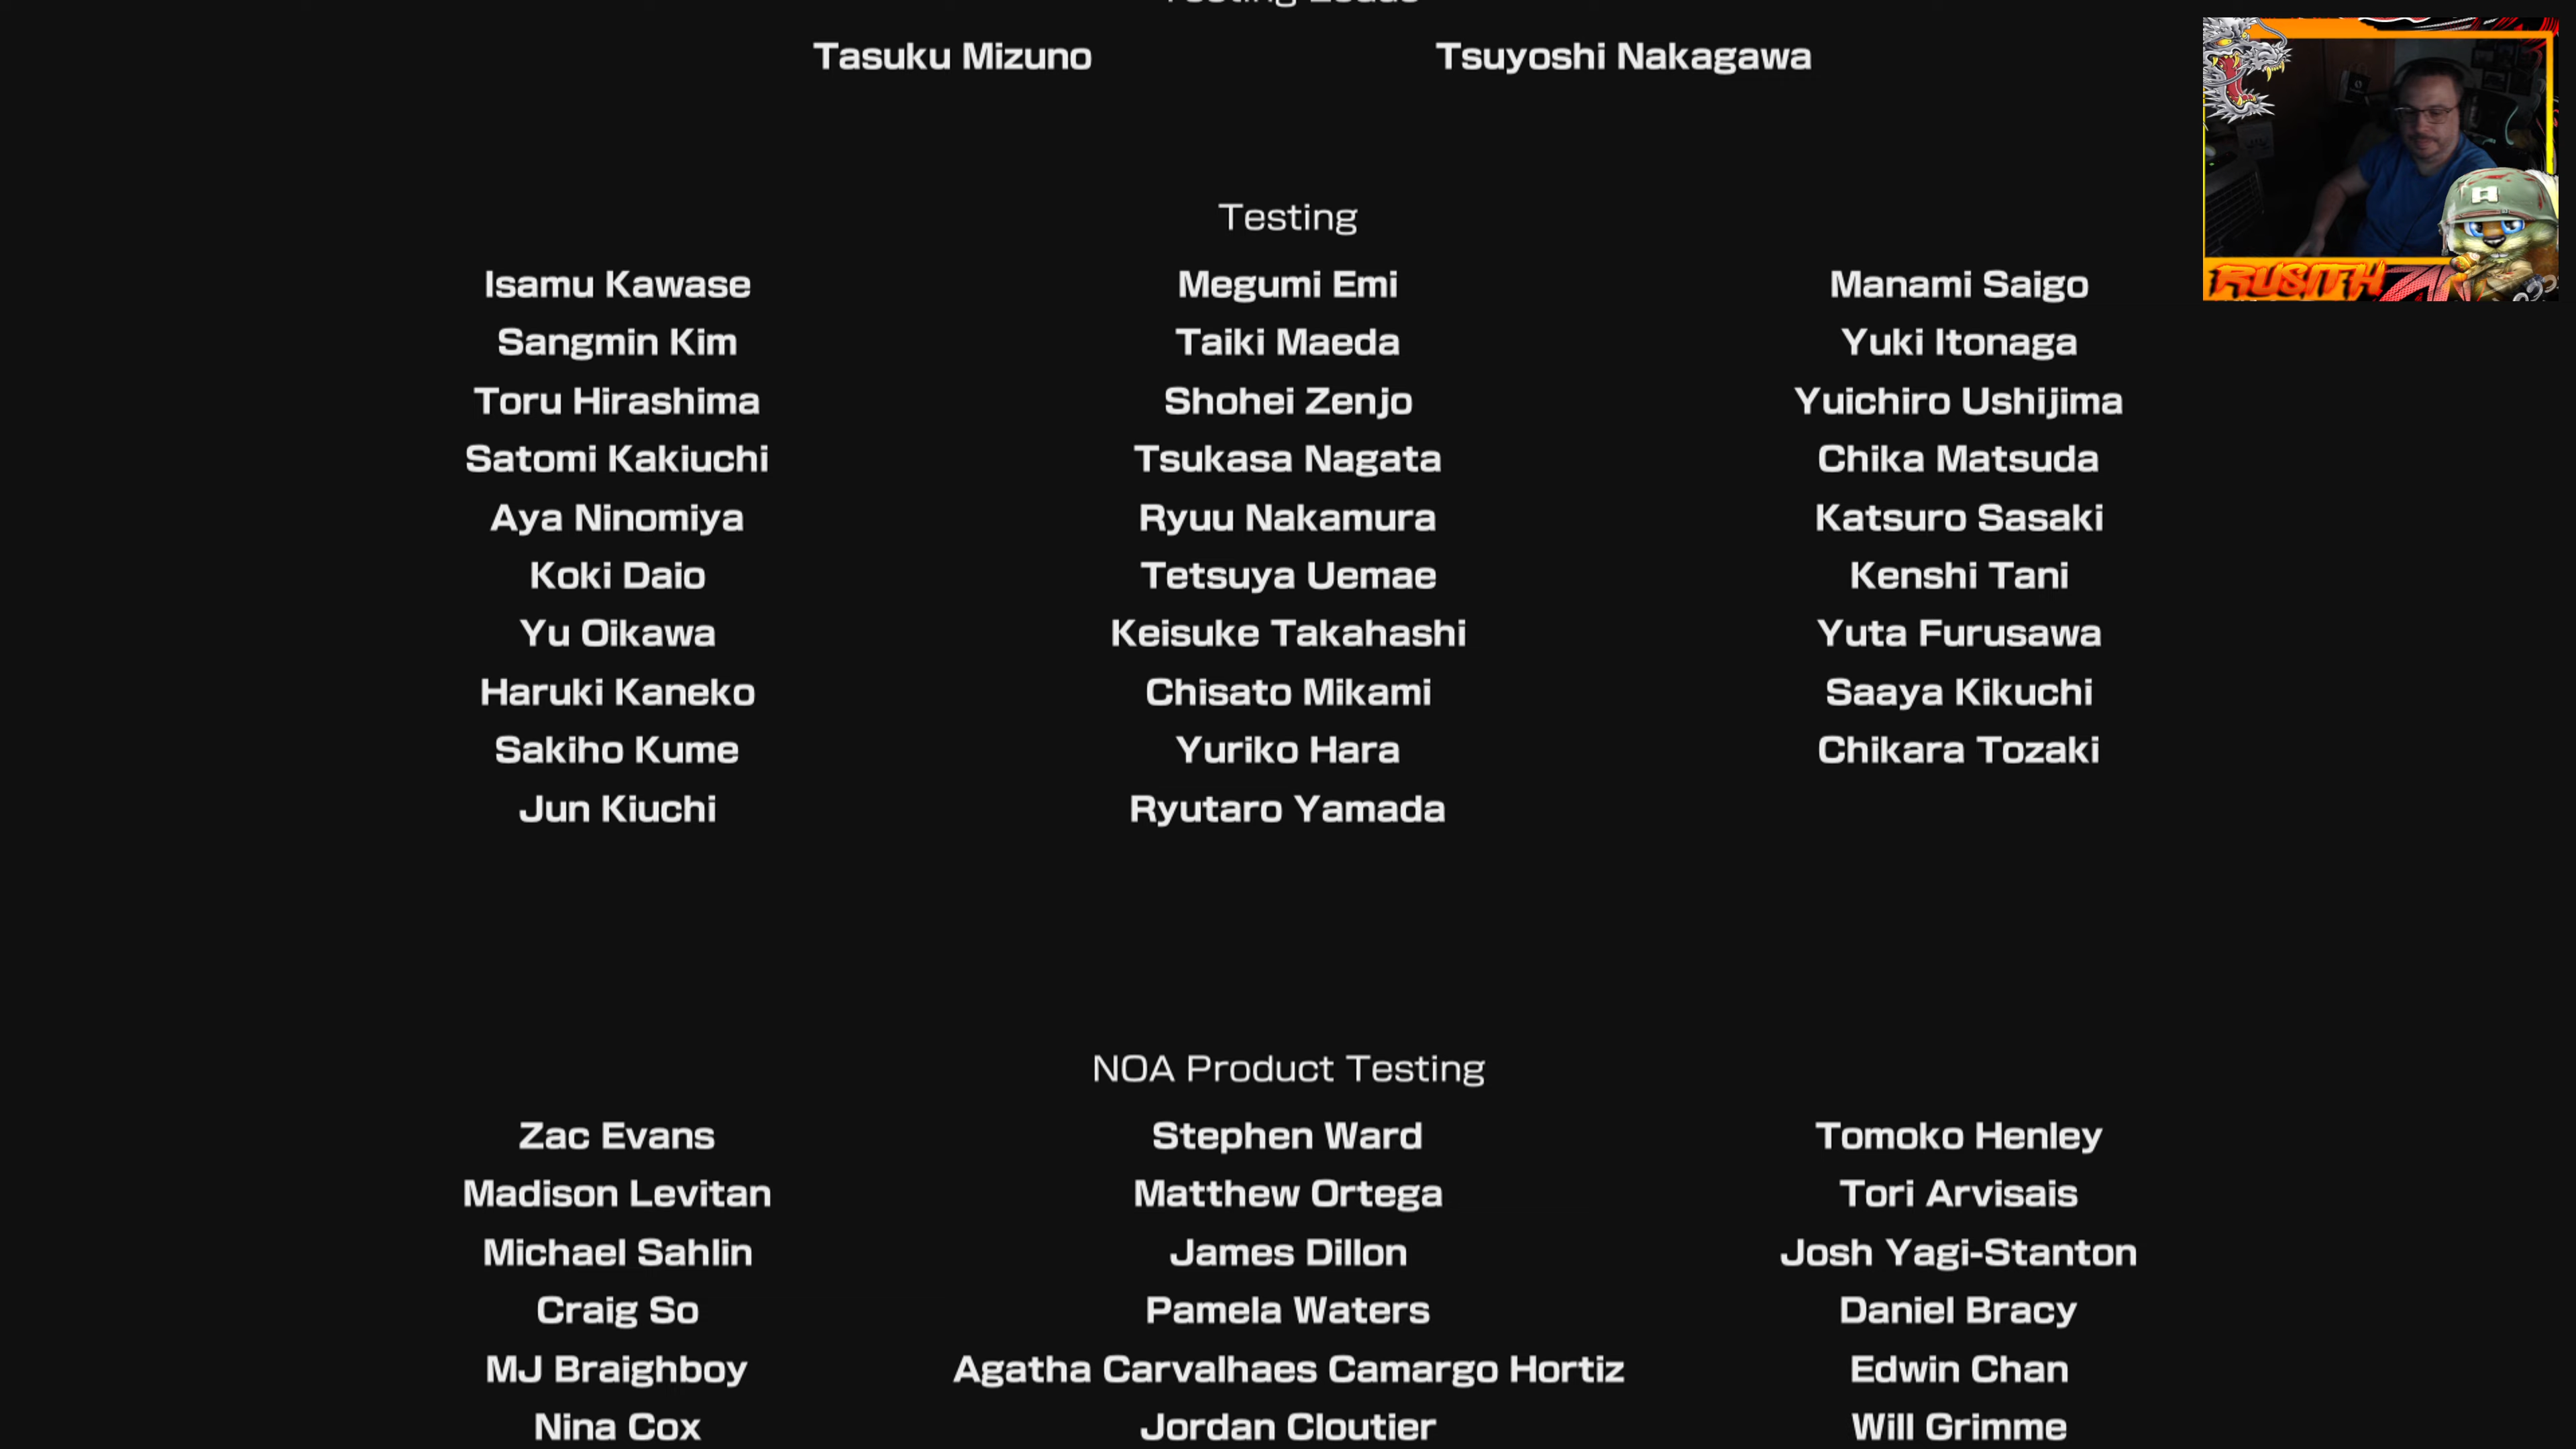 Testing Leads
Tasuku Mizuno Tsuyoshi Nakagawa
Testing
Isamu Kawase Megumi Emi Manami Saigo
Sangmin Kim Taiki Maeda Yuki Itonaga
Toru Hirashima Shohei Zenjo Yuichiro Ushijima
Satomi Kakiuchi Tsukasa Nagata Chika Matsuda
Aya Ninomiya Ryuu Nakamura Katsuro Sasaki
Koki Daio Tetsuya Uemae Kenshi Tani
Yu Oikawa Keisuke Takahashi Yuta Furusawa
Haruki Kaneko Chisato Mikami Saaya Kikuchi
Sakiho Kume Yuriko Hara Chikara Tozaki
Jun Kiuchi Ryutaro Yamada
NOA Product Testing
Zac Evans Stephen Ward Tomoko Henley
Madison Levitan Matthew Ortega Tori Arvisais
Michael Sahlin James Dillon Josh Yagi-Stanton
Craig So Pamela Waters Daniel Bracy
MJ Braighboy Agatha Carvalhaes Camargo Hortiz Edwin Chan
Nina Cox Jordan Cloutier Will Grimme
RUSITH